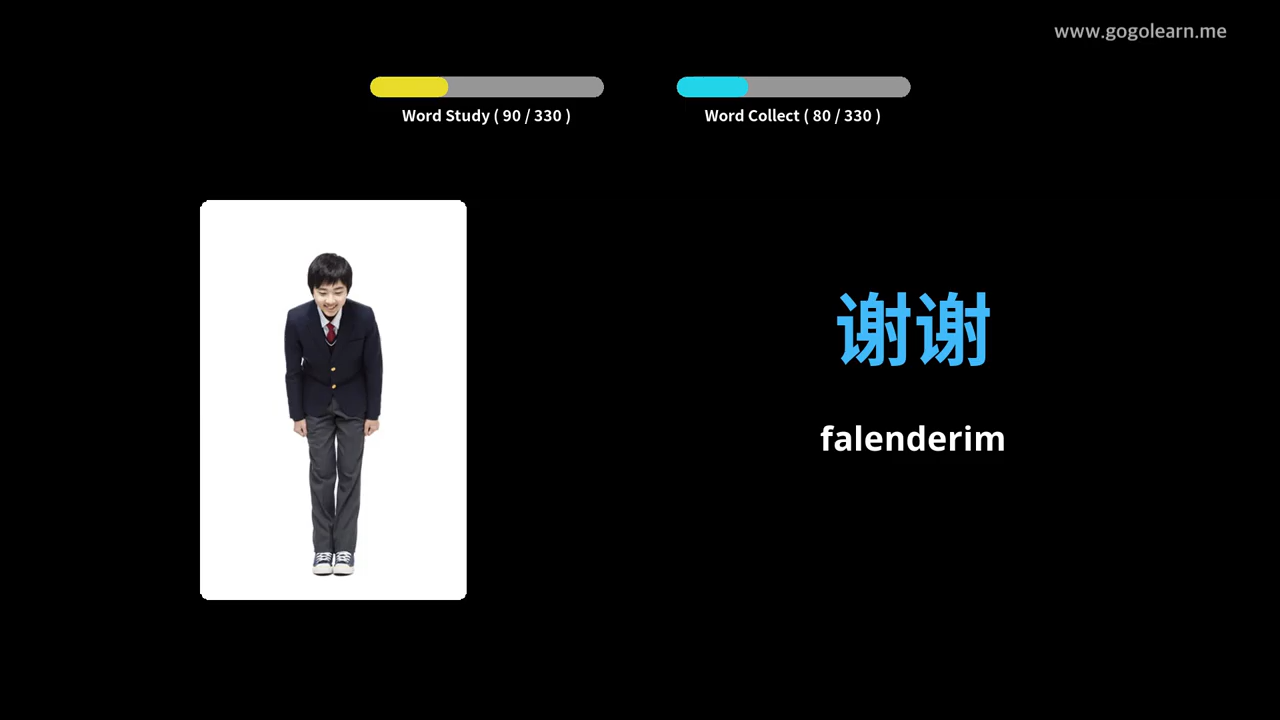 www.gogolearn.me
Word Study ( 90 / 330 )
Word Collect ( 80 / 330 )
谢谢
falenderim